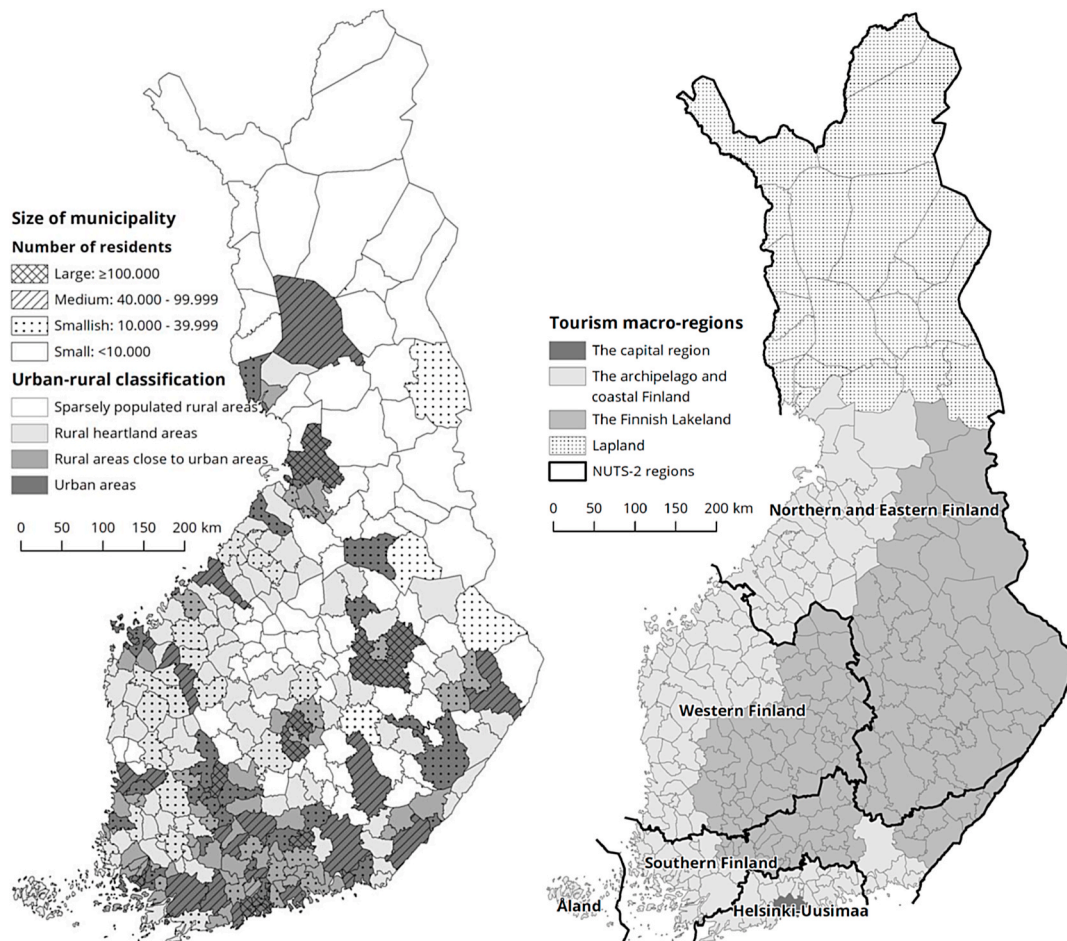 Size of municipality
Number of residents
Large: ≥100.000
Medium: 40.000 - 99.999
Smallish: 10.000 - 39.999
Small: <10.000
Urban-rural classification
Sparsely populated rural areas
Rural heartland areas
Rural areas close to urban areas
Urban areas
0 50 100 150 200 km
Tourism macro-regions
The capital region
The archipelago and
coastal Finland
The Finnish Lakeland
Lapland
NUTS-2 regions
0 50 100 150 200 km
Northern and Eastern Finland
Western Finland
Southern Finland
Åland
Helsinki-Uusimaa